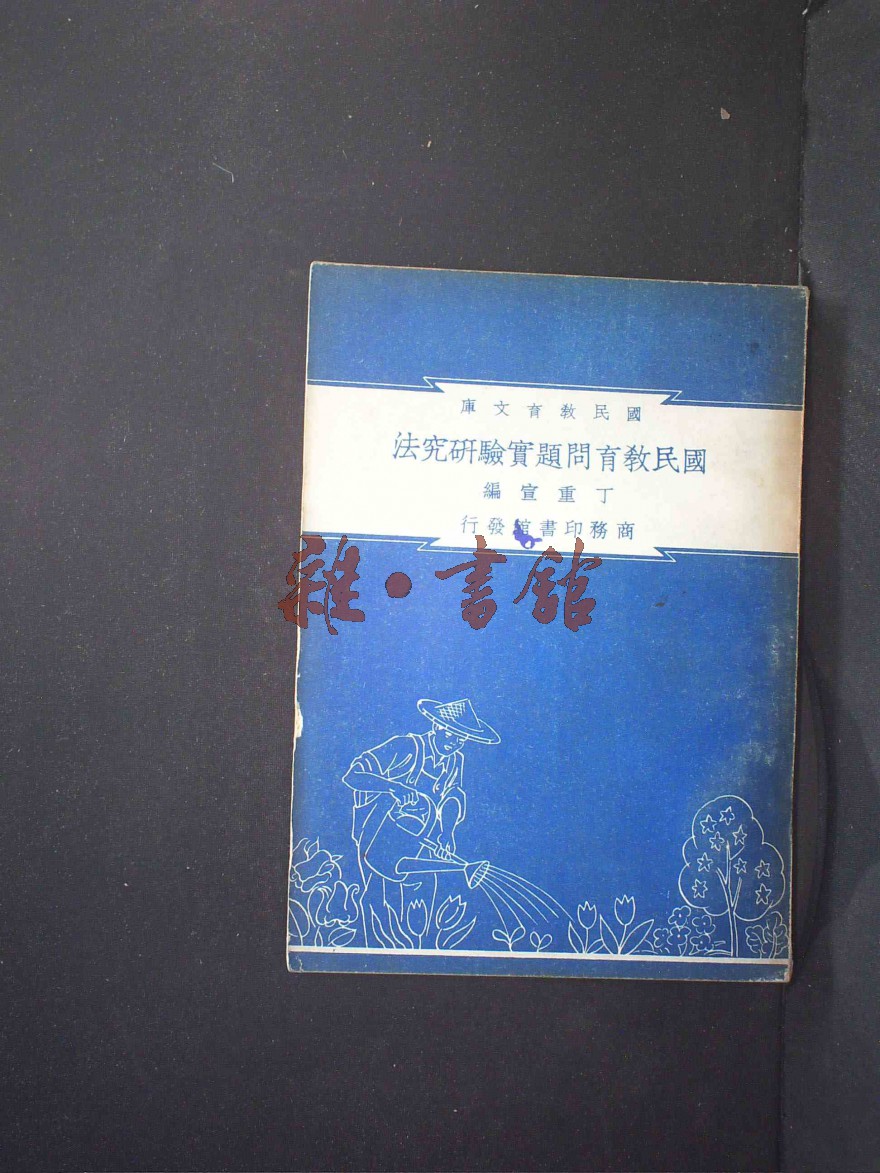 國民教育文庫
國民教育問題實驗研究法
丁重宣編
商務印書館發行
雜·書館